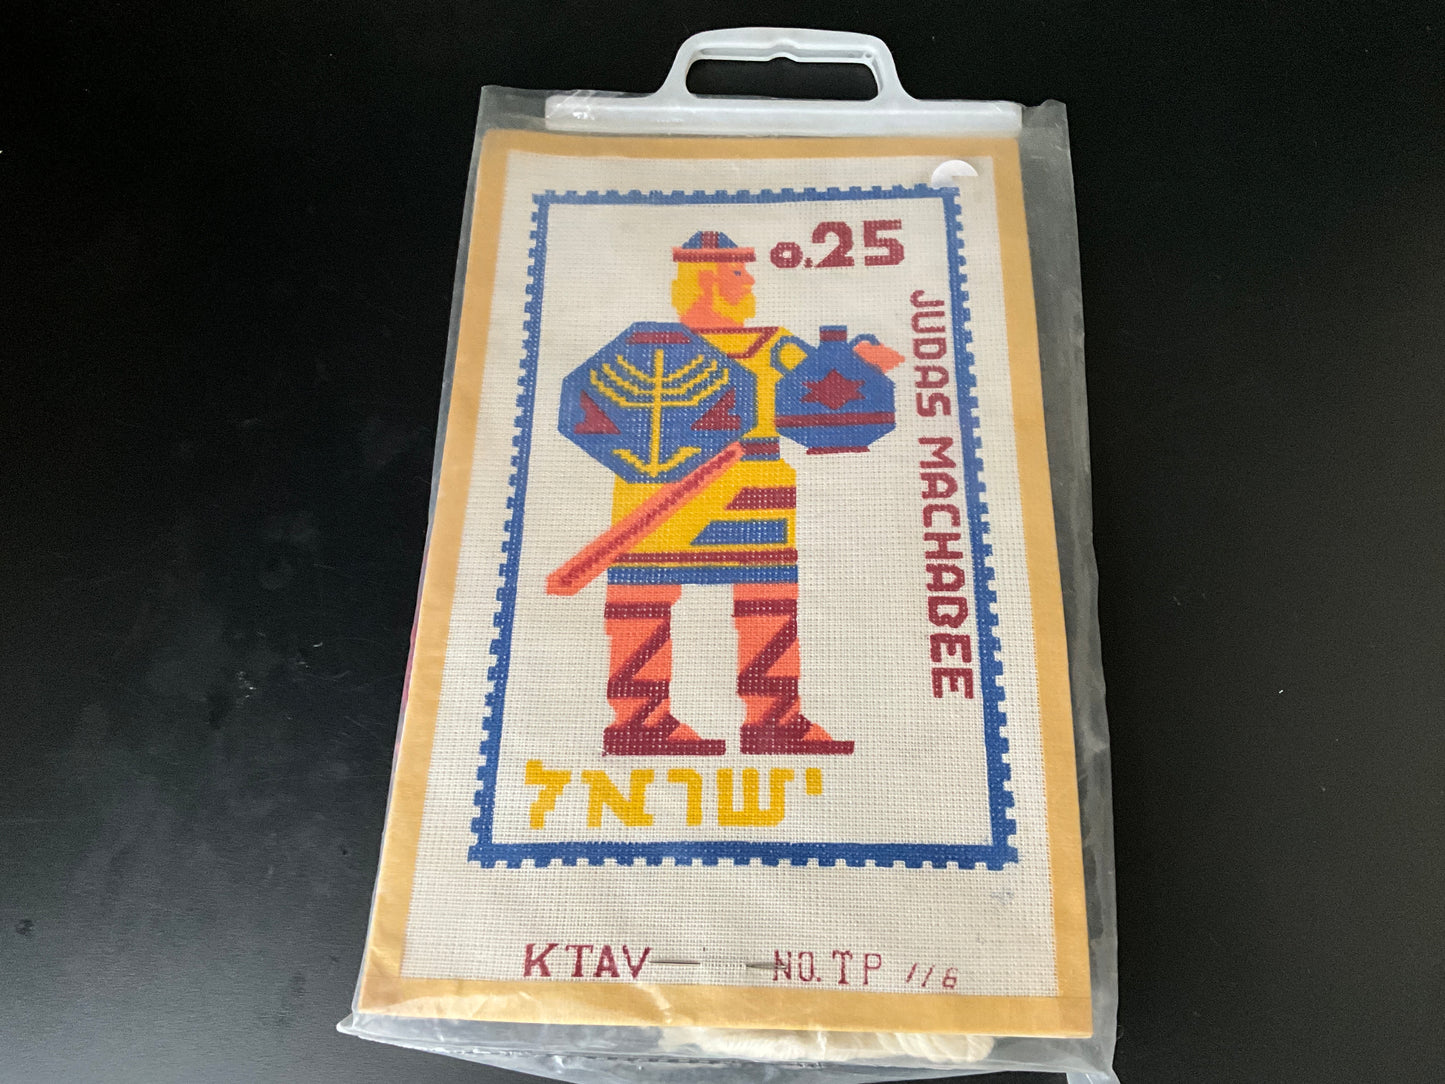 0.25
JUDAS MACHABEE
ישראל
KTAV NO. TP 116